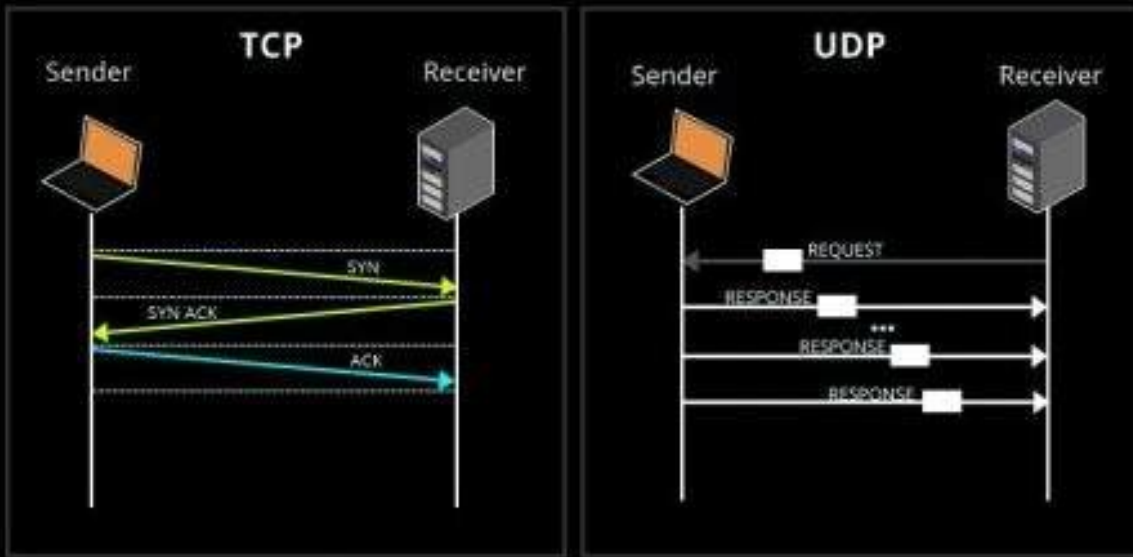 TCP
Sender
Receiver
SYN
SYN ACK
ACK
UDP
Sender
Receiver
REQUEST
RESPONSE
•••
RESPONSE
RESPONSE